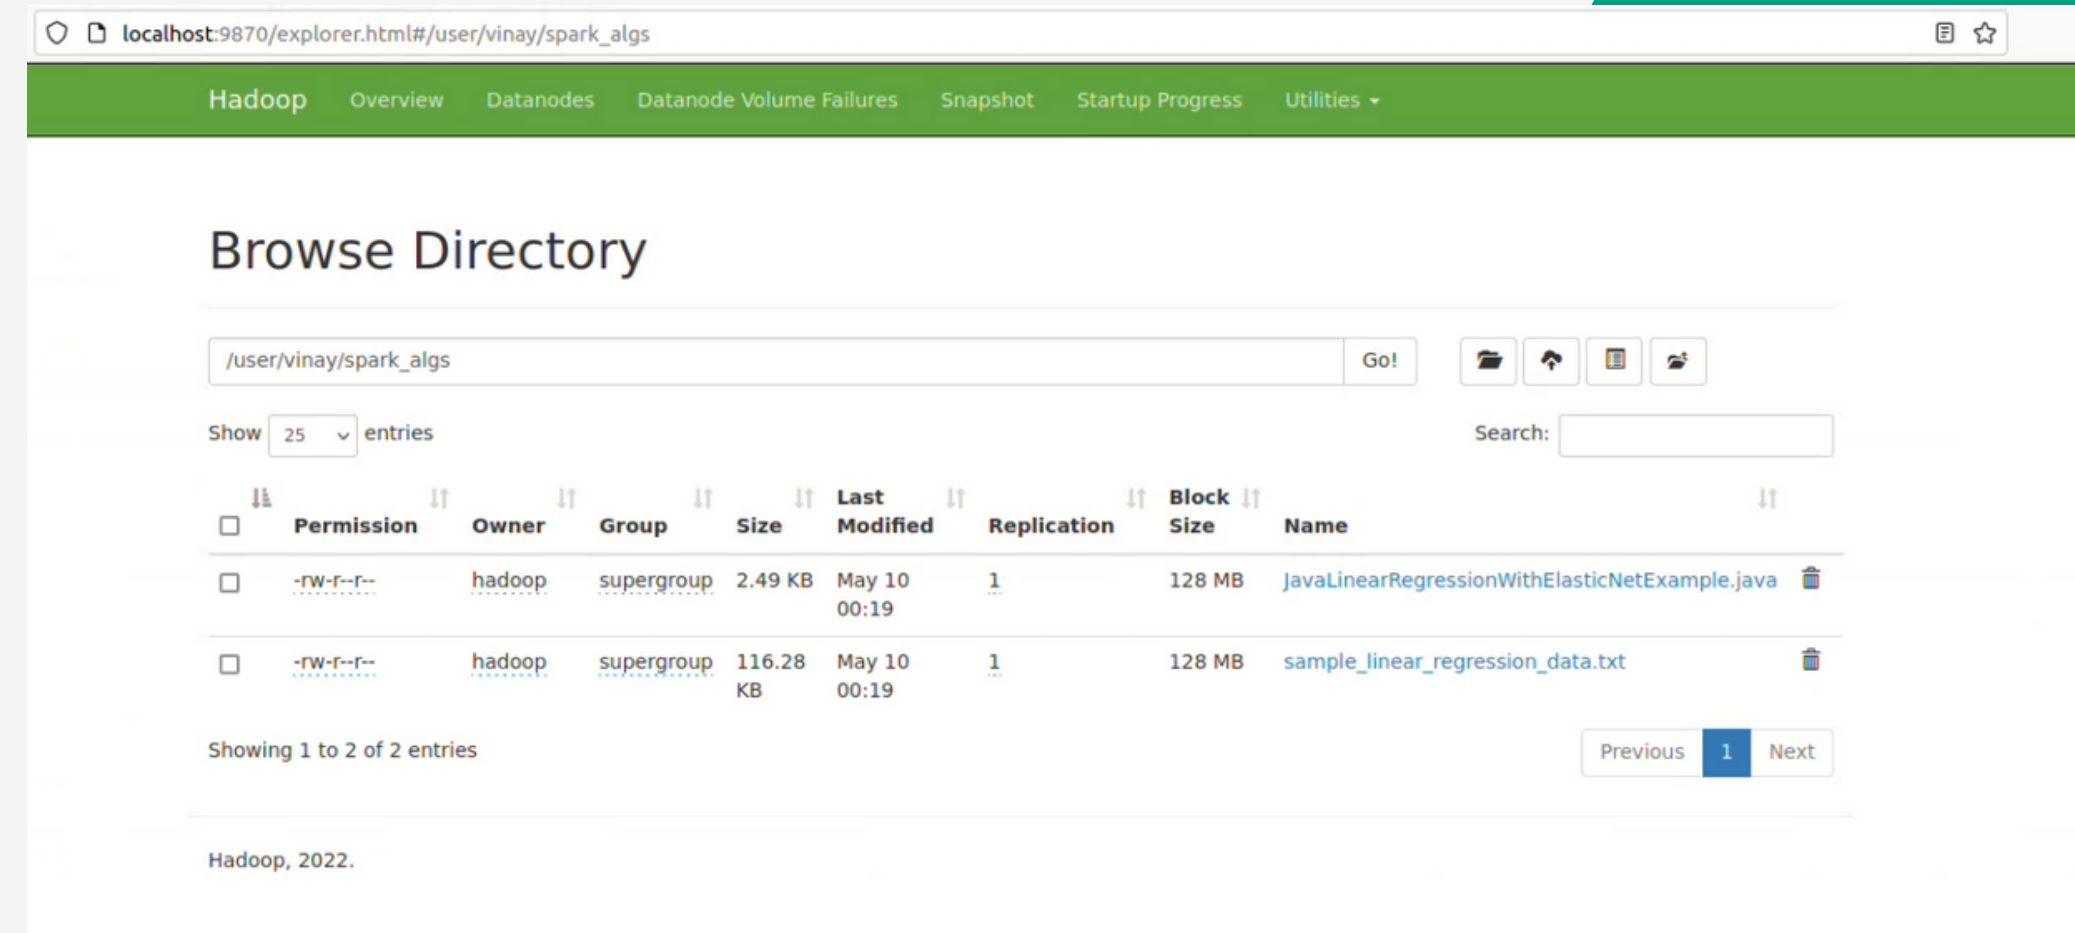 localhost:9870/explorer.html#/user/vinay/spark_algs
Hadoop Overview Datanodes Datanode Volume Failures Snapshot Startup Progress Utilities
Browse Directory
/user/vinay/spark_algs Go!
Show 25 entries Search:
Permission Owner Group Size Last Modified Replication Block Size Name
-rw-r--r-- hadoop supergroup 2.49 KB May 10 00:19 1 128 MB JavaLinearRegressionWithElasticNetExample.java
-rw-r--r-- hadoop supergroup 116.28 KB May 10 00:19 1 128 MB sample_linear_regression_data.txt
Showing 1 to 2 of 2 entries Previous 1 Next
Hadoop, 2022.